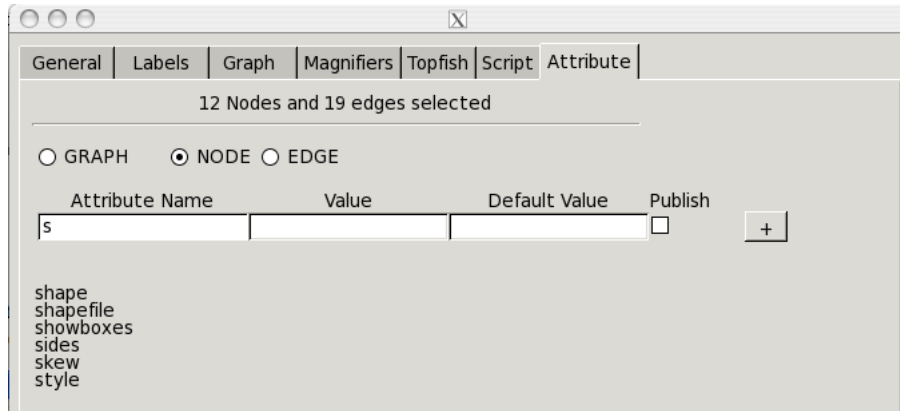 X
General Labels Graph Magnifiers Topfish Script Attribute
12 Nodes and 19 edges selected
GRAPH NODE EDGE
Attribute Name Value Default Value Publish
s +
shape
shapefile
showboxes
sides
skew
style